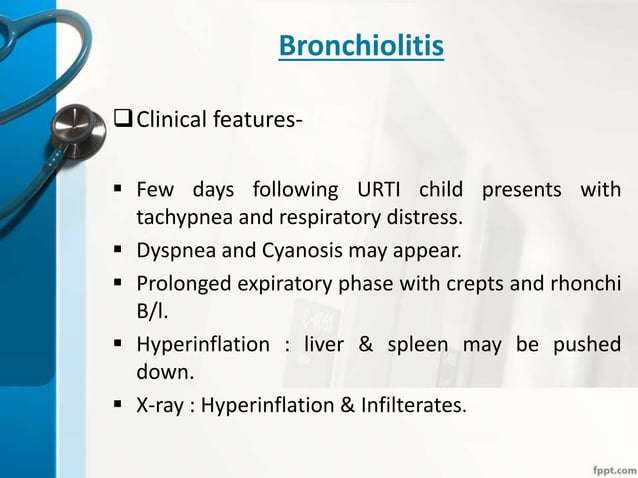 Bronchiolitis
Clinical features-
Few days following URTI child presents with
tachypnea and respiratory distress.
Dyspnea and Cyanosis may appear.
Prolonged expiratory phase with crepts and rhonchi
B/l.
Hyperinflation : liver & spleen may be pushed
down.
X-ray : Hyperinflation & Infilterates.
fppt.com